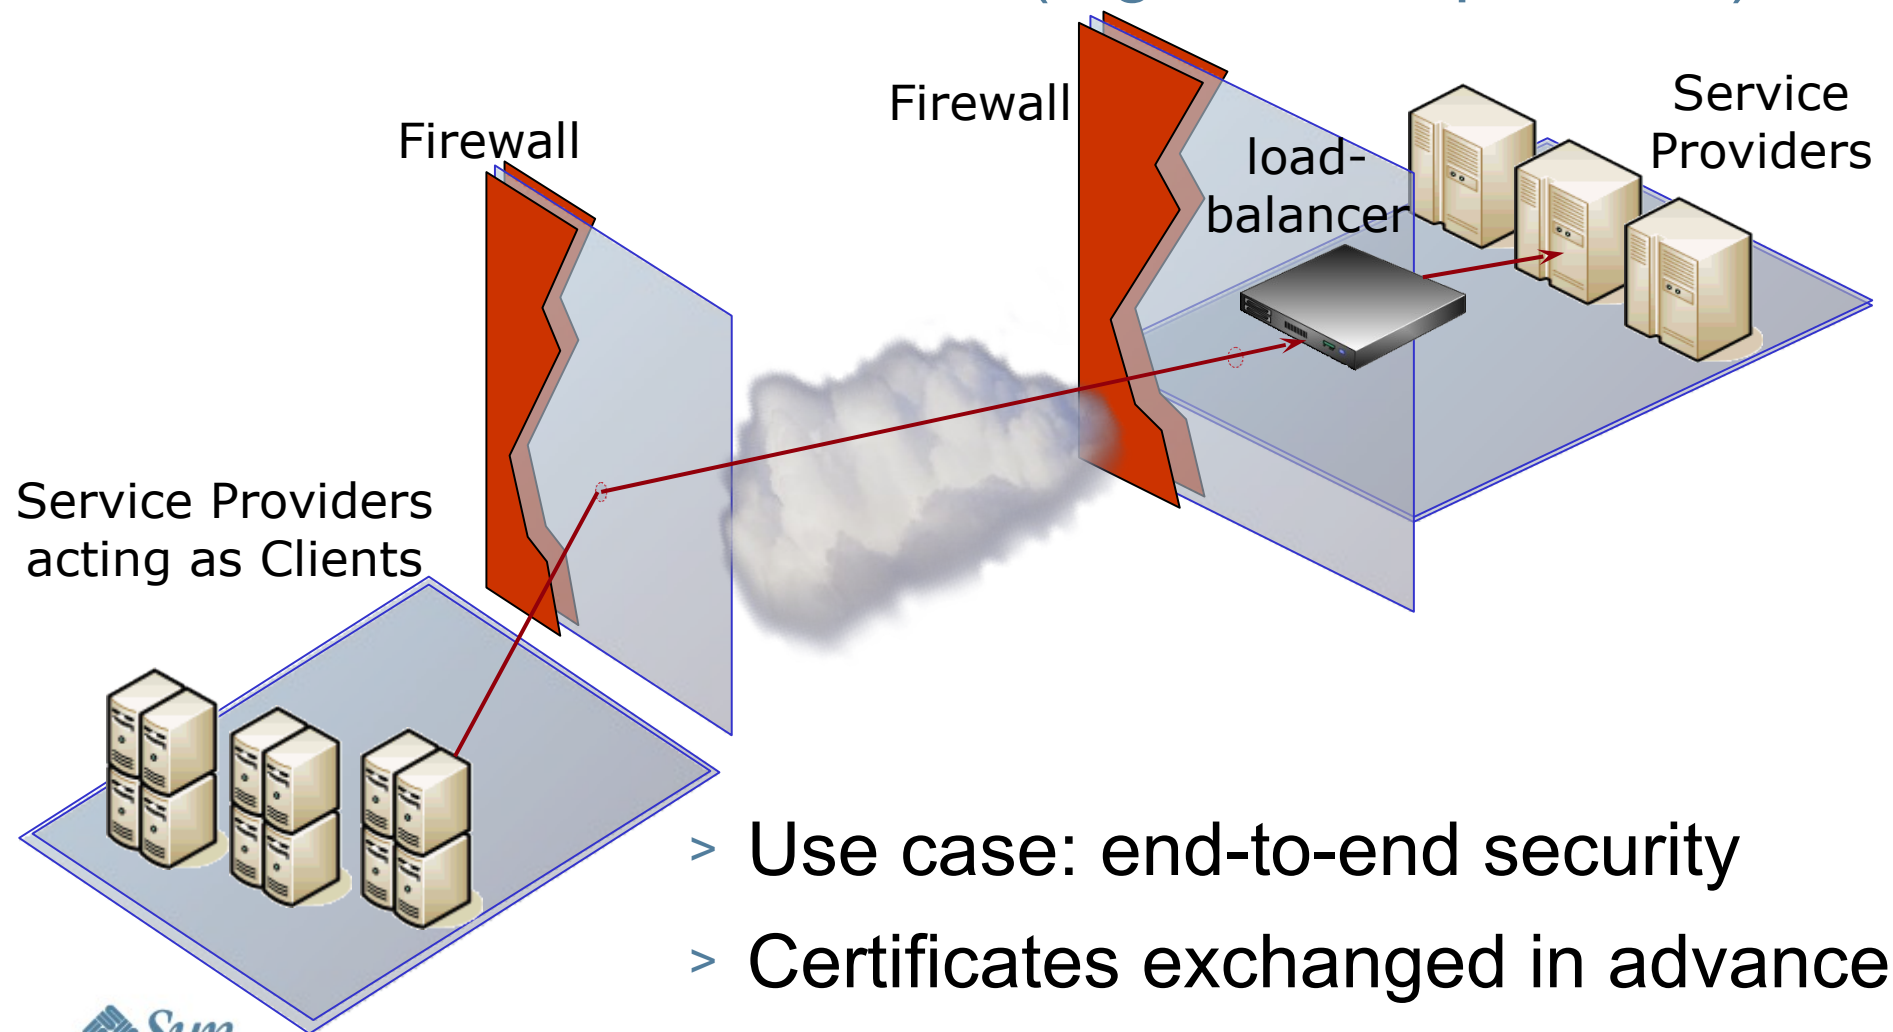 Firewall
Firewall
load-
balancer
Service
Providers
Service Providers
acting as Clients
> Use case: end-to-end security
> Certificates exchanged in advance
Sun